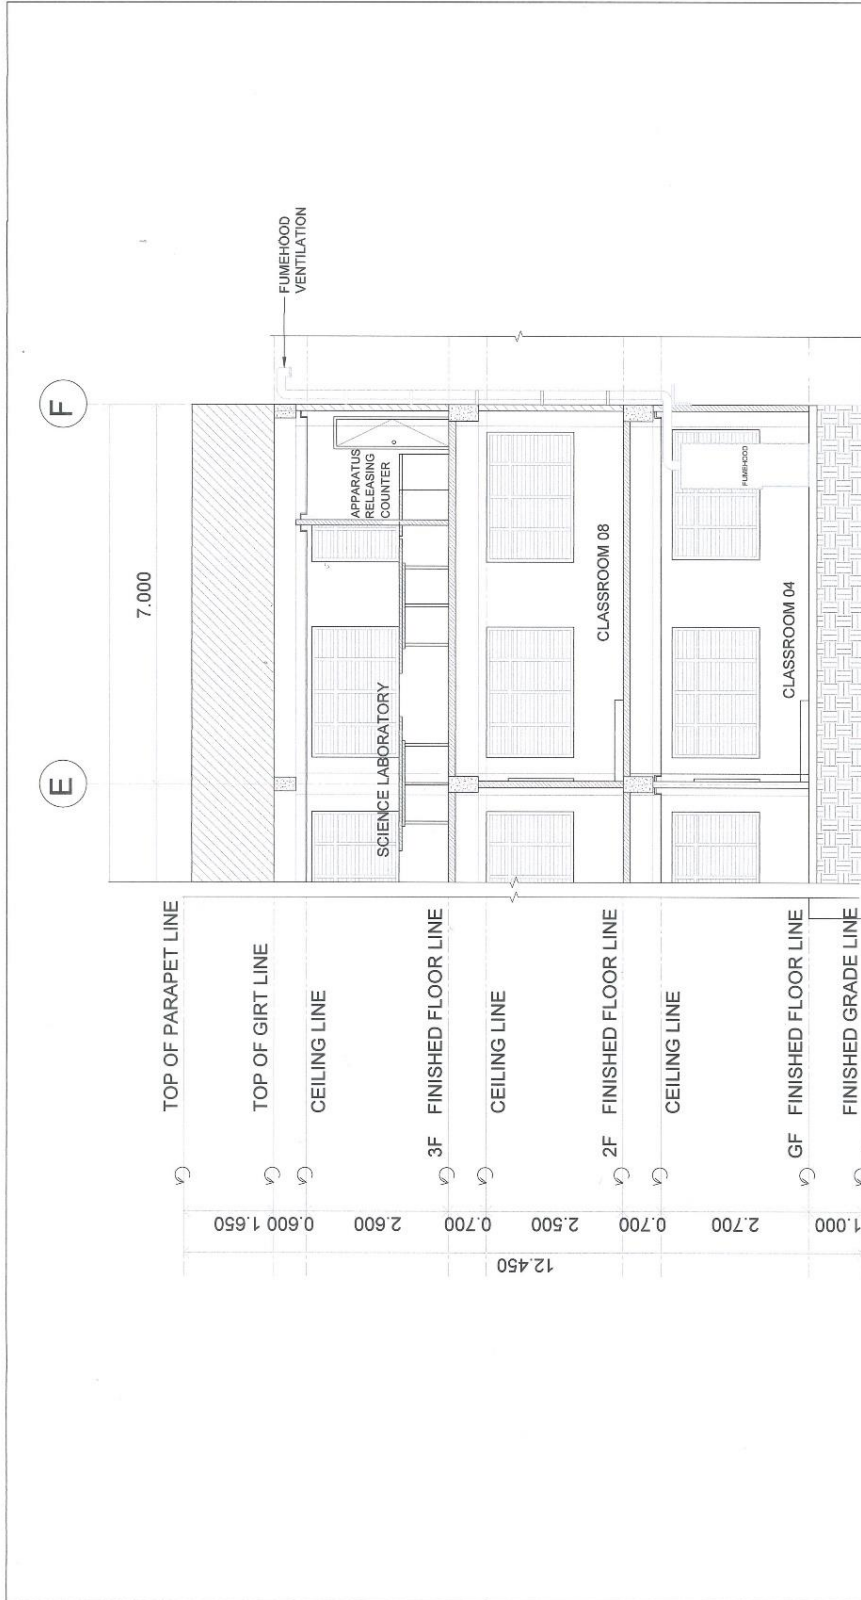 E
F
7.000
FUMEHOOD
VENTILATION
TOP OF PARAPET LINE
TOP OF GIRT LINE
CEILING LINE
3F FINISHED FLOOR LINE
CEILING LINE
2F FINISHED FLOOR LINE
CEILING LINE
GF FINISHED FLOOR LINE
FINISHED GRADE LINE
1.650
0.600
2.600
0.700
2.500
0.700
2.700
1.000
12.450
SCIENCE LABORATORY
APPARATUS
RELEASING
COUNTER
CLASSROOM 08
CLASSROOM 04
FUMEHOOD